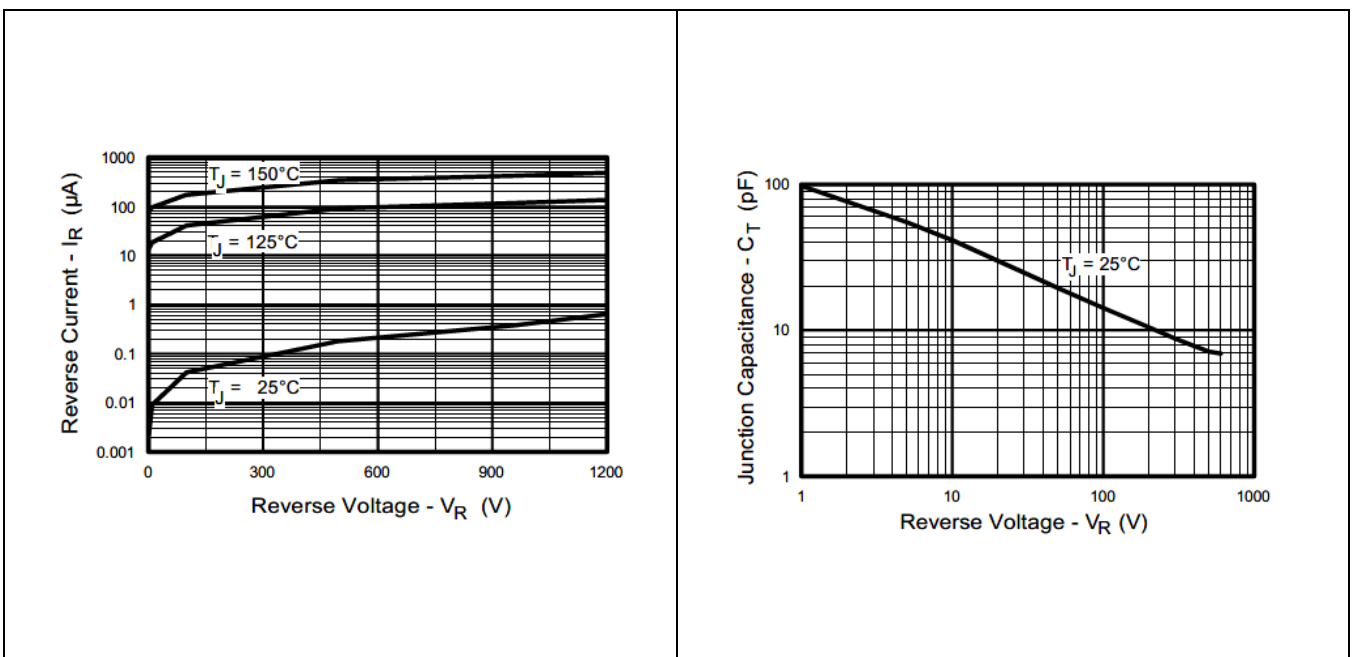 Reverse Current - I_R (µA)
1000
100
10
1
0.1
0.01
0.001
T_J = 150°C
T_J = 125°C
T_J = 25°C
0 300 600 900 1200
Reverse Voltage - V_R (V)
Junction Capacitance - C_T (pF)
100
10
1
T_J = 25°C
1 10 100 1000
Reverse Voltage - V_R (V)